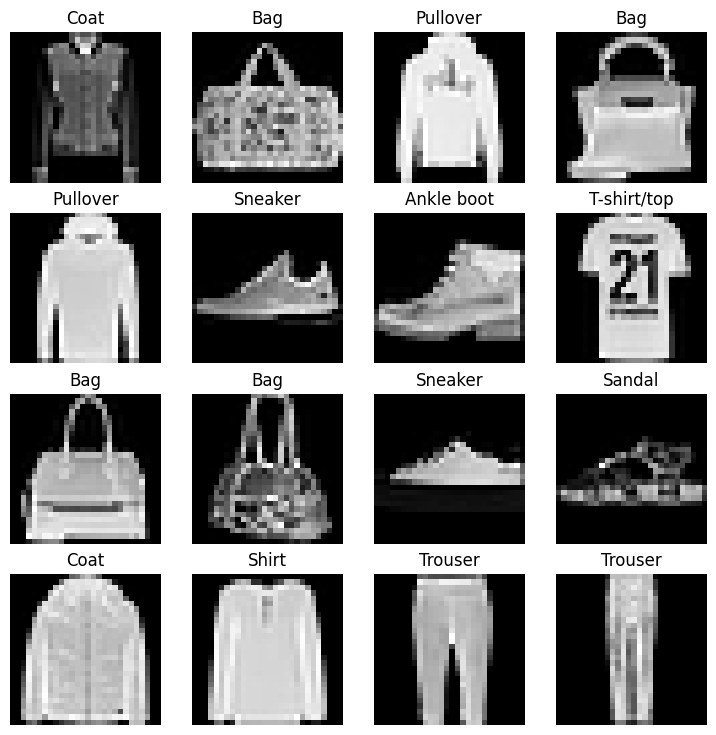 Coat Bag Pullover Bag
Pullover Sneaker Ankle boot T-shirt/top
21
Bag Bag Sneaker Sandal
Coat Shirt Trouser Trouser